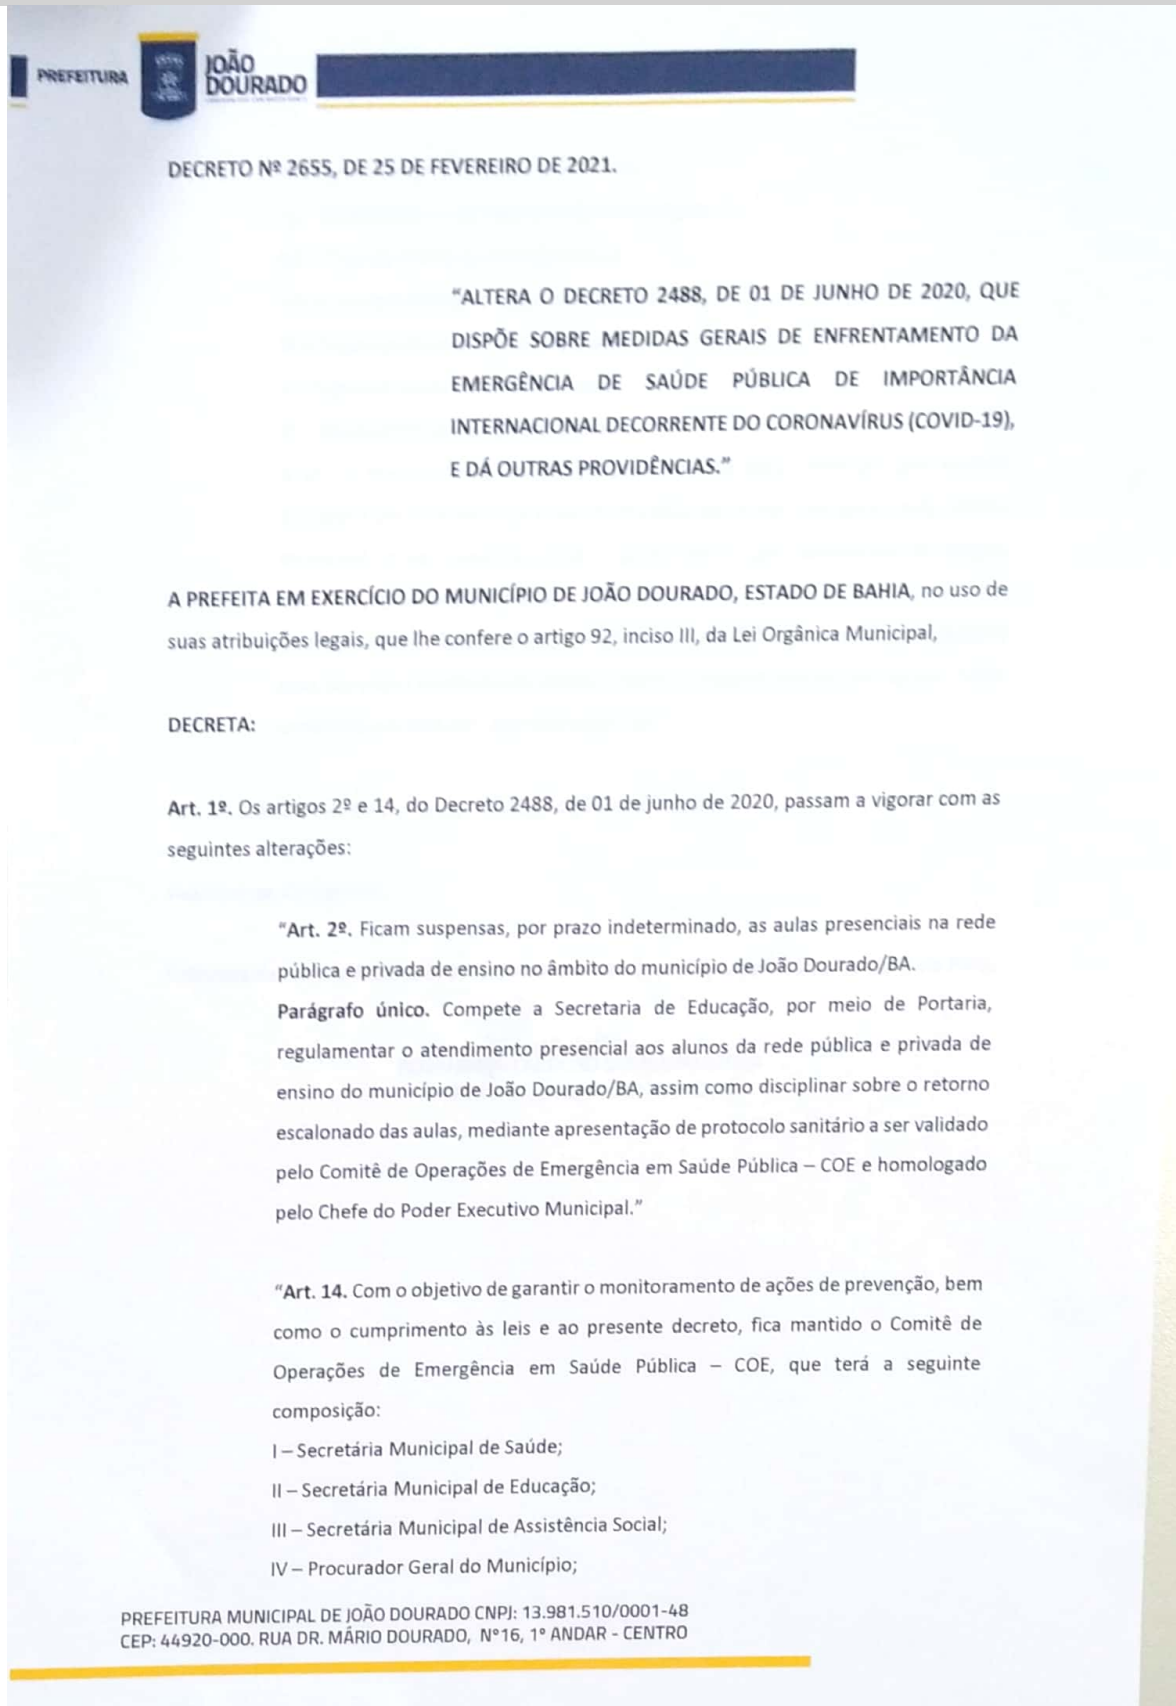 PREFEITURA
JOÃO
DOURADO
DECRETO Nº 2655, DE 25 DE FEVEREIRO DE 2021.
“ALTERA O DECRETO 2488, DE 01 DE JUNHO DE 2020, QUE
DISPÕE SOBRE MEDIDAS GERAIS DE ENFRENTAMENTO DA
EMERGÊNCIA DE SAÚDE PÚBLICA DE IMPORTÂNCIA
INTERNACIONAL DECORRENTE DO CORONAVÍRUS (COVID-19),
E DÁ OUTRAS PROVIDÊNCIAS.”
A PREFEITA EM EXERCÍCIO DO MUNICÍPIO DE JOÃO DOURADO, ESTADO DE BAHIA, no uso de
suas atribuições legais, que lhe confere o artigo 92, inciso III, da Lei Orgânica Municipal,
DECRETA:
Art. 1º. Os artigos 2º e 14, do Decreto 2488, de 01 de junho de 2020, passam a vigorar com as
seguintes alterações:
“Art. 2º. Ficam suspensas, por prazo indeterminado, as aulas presenciais na rede
pública e privada de ensino no âmbito do município de João Dourado/BA.
Parágrafo único. Compete a Secretaria de Educação, por meio de Portaria,
regulamentar o atendimento presencial aos alunos da rede pública e privada de
ensino do município de João Dourado/BA, assim como disciplinar sobre o retorno
escalonado das aulas, mediante apresentação de protocolo sanitário a ser validado
pelo Comitê de Operações de Emergência em Saúde Pública – COE e homologado
pelo Chefe do Poder Executivo Municipal.”
“Art. 14. Com o objetivo de garantir o monitoramento de ações de prevenção, bem
como o cumprimento às leis e ao presente decreto, fica mantido o Comitê de
Operações de Emergência em Saúde Pública – COE, que terá a seguinte
composição:
I – Secretária Municipal de Saúde;
II – Secretária Municipal de Educação;
III – Secretária Municipal de Assistência Social;
IV – Procurador Geral do Município;
PREFEITURA MUNICIPAL DE JOÃO DOURADO CNPJ: 13.981.510/0001-48
CEP: 44920-000. RUA DR. MÁRIO DOURADO, N°16, 1° ANDAR - CENTRO